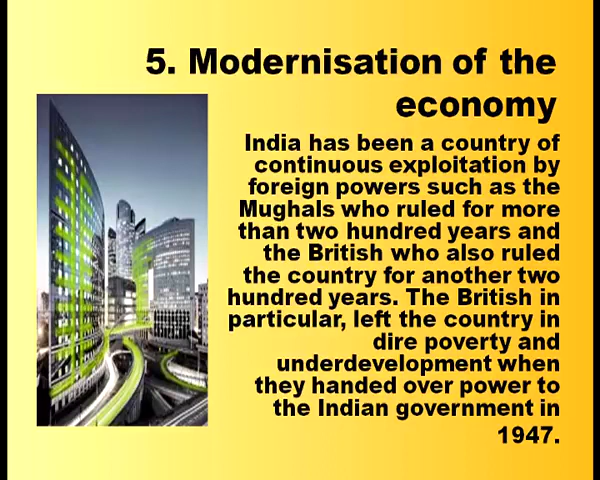 5. Modernisation of the
economy
India has been a country of
continuous exploitation by
foreign powers such as the
Mughals who ruled for more
than two hundred years and
the British who also ruled
the country for another two
hundred years. The British in
particular, left the country in
dire poverty and
underdevelopment when
they handed over power to
the Indian government in
1947.